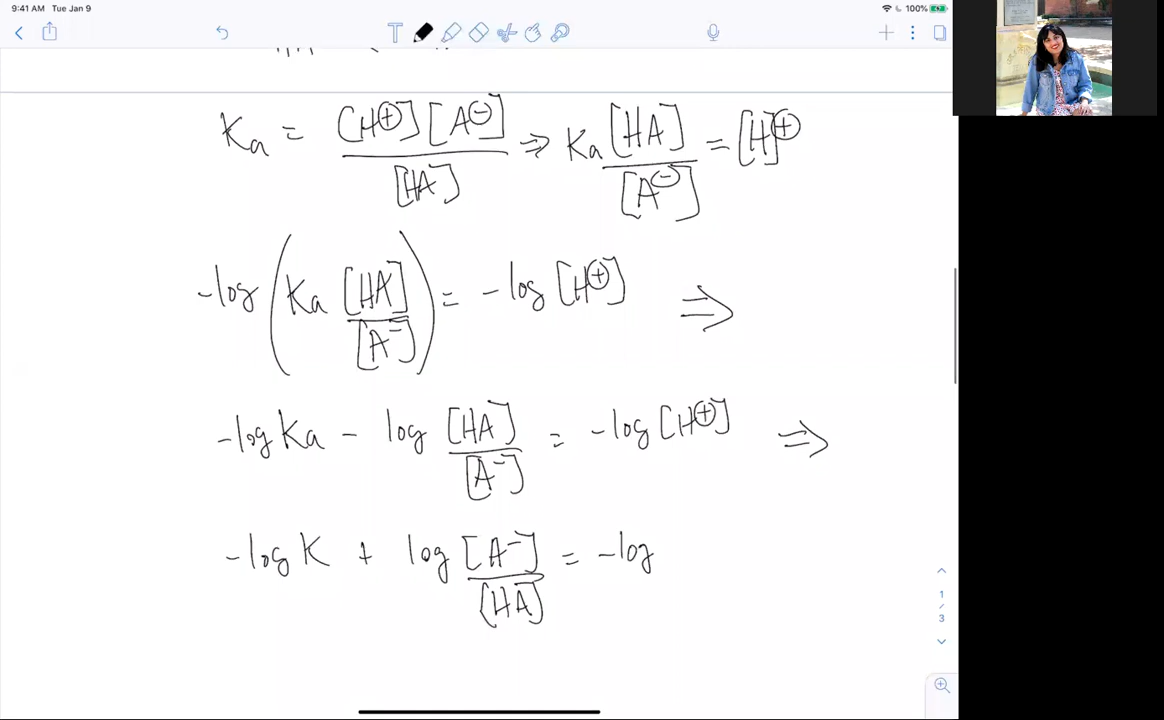 9:41 AM Tue Jan 9
100%
Ka = [H⊕][A⊖] / [HA] ⇒ Ka [HA] / [A⊖] = [H]⊕
-log (Ka [HA] / [A⁻]) = -log [H⊕] ⇒
-log Ka - log [HA] / [A⁻] = -log [H⊕] ⇒
-log K + log [A⁻] / [HA] = -log
1 / 3